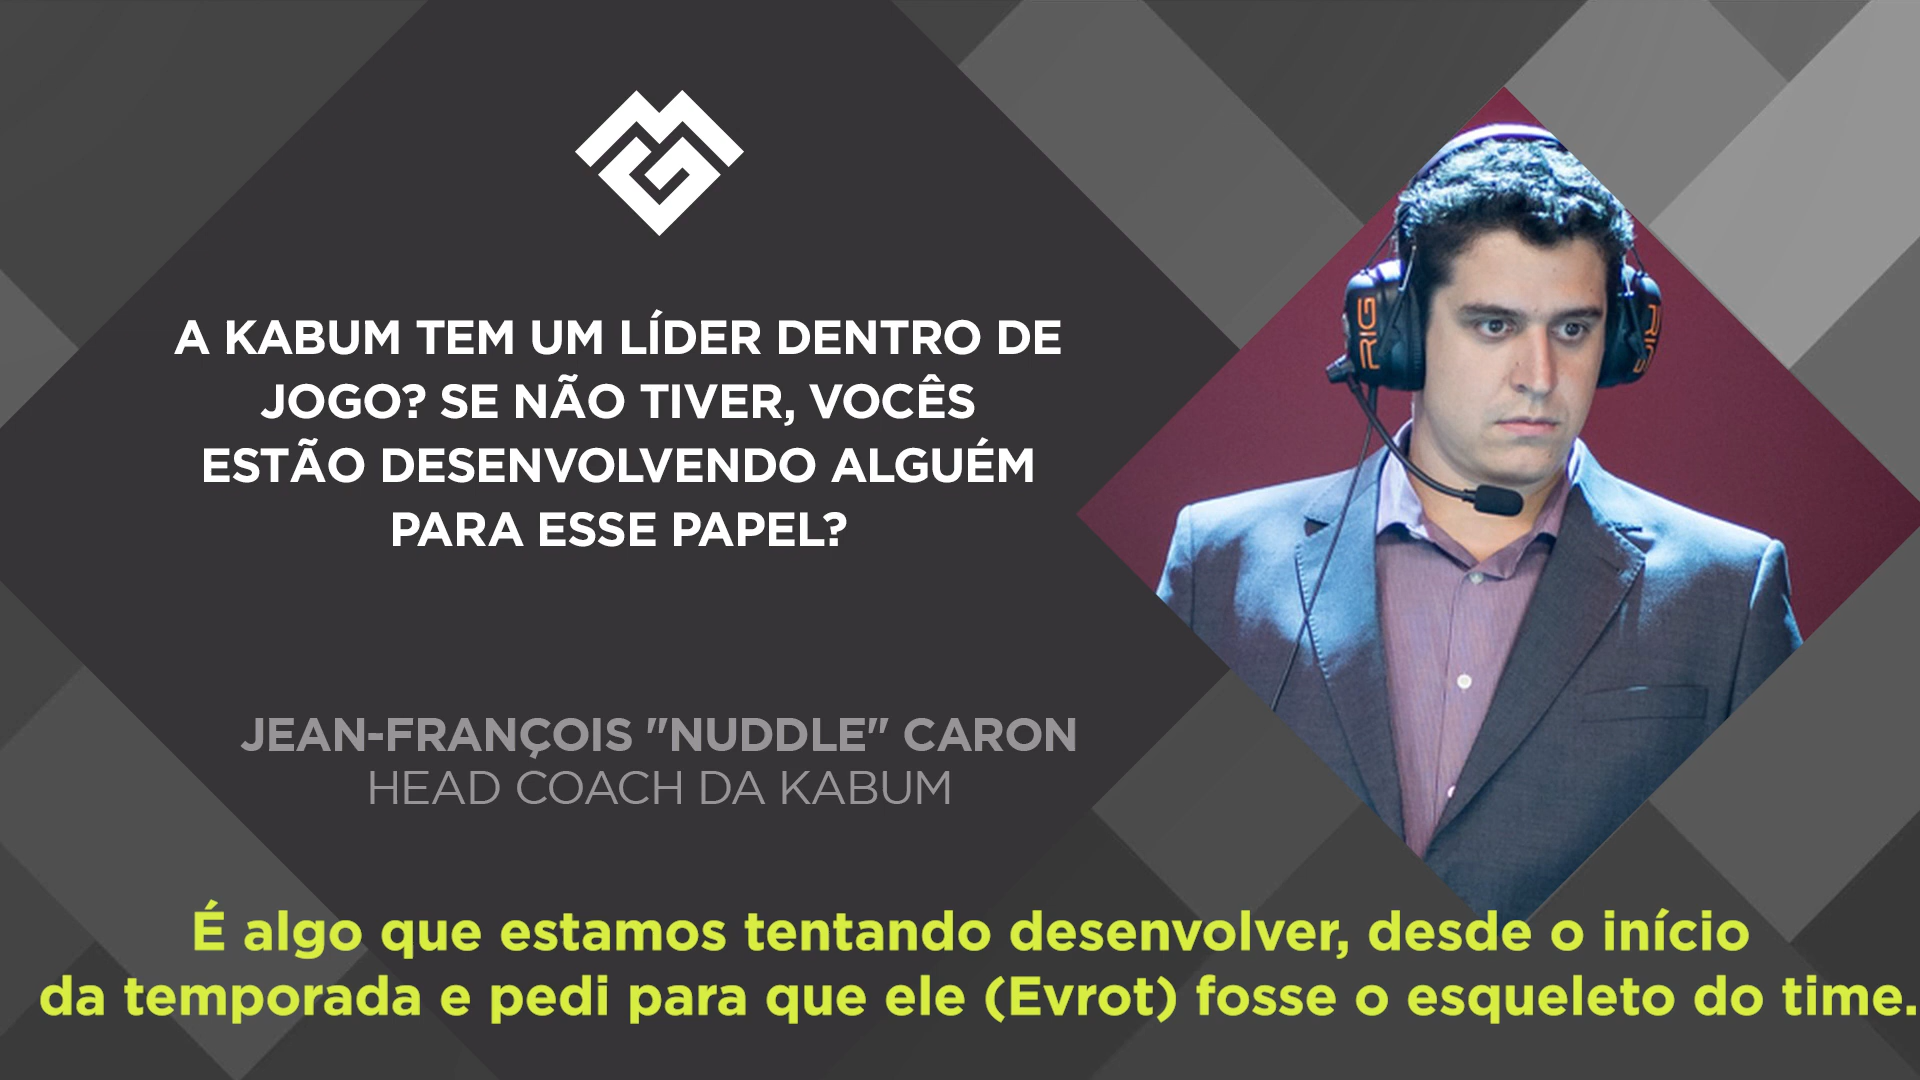 A KABUM TEM UM LÍDER DENTRO DE
JOGO? SE NÃO TIVER, VOCÊS
ESTÃO DESENVOLVENDO ALGUÉM
PARA ESSE PAPEL?
RIG
RIG
JEAN-FRANÇOIS "NUDDLE" CARON
HEAD COACH DA KABUM
É algo que estamos tentando desenvolver, desde o início
da temporada e pedi para que ele (Evrot) fosse o esqueleto do time.